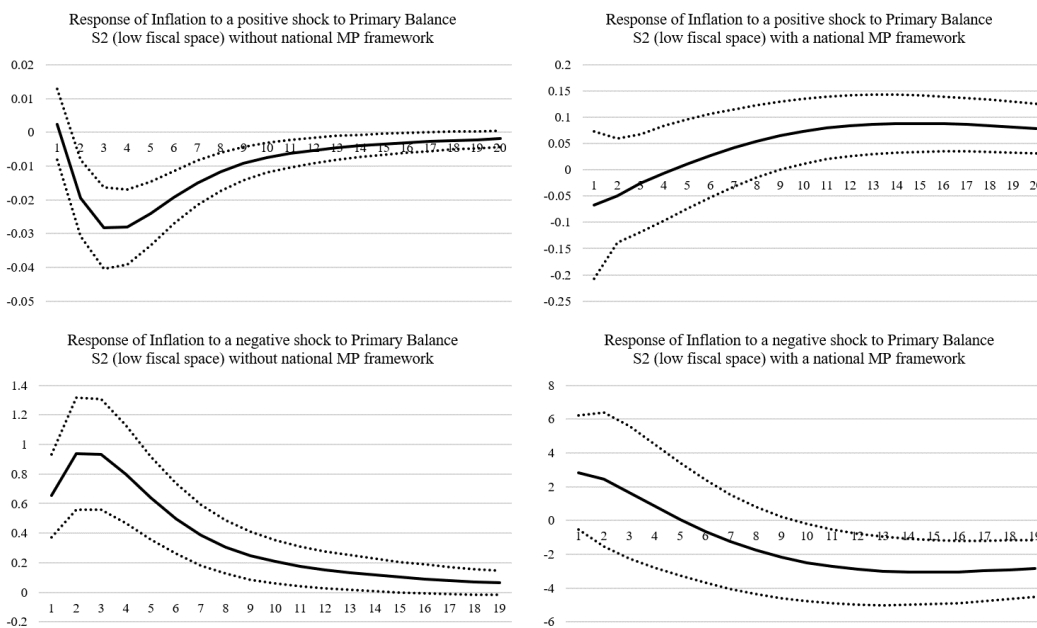 Response of Inflation to a positive shock to Primary Balance
S2 (low fiscal space) without national MP framework
0.02
0.01
0
-0.01
-0.02
-0.03
-0.04
-0.05
1 2 3 4 5 6 7 8 9 10 11 12 13 14 15 16 17 18 19 20
Response of Inflation to a positive shock to Primary Balance
S2 (low fiscal space) with a national MP framework
0.2
0.15
0.1
0.05
0
-0.05
-0.1
-0.15
-0.2
-0.25
1 2 3 4 5 6 7 8 9 10 11 12 13 14 15 16 17 18 19 20
Response of Inflation to a negative shock to Primary Balance
S2 (low fiscal space) without national MP framework
1.4
1.2
1
0.8
0.6
0.4
0.2
0
-0.2
1 2 3 4 5 6 7 8 9 10 11 12 13 14 15 16 17 18 19
Response of Inflation to a negative shock to Primary Balance
S2 (low fiscal space) with a national MP framework
8
6
4
2
0
-2
-4
-6
1 2 3 4 5 6 7 8 9 10 11 12 13 14 15 16 17 18 19